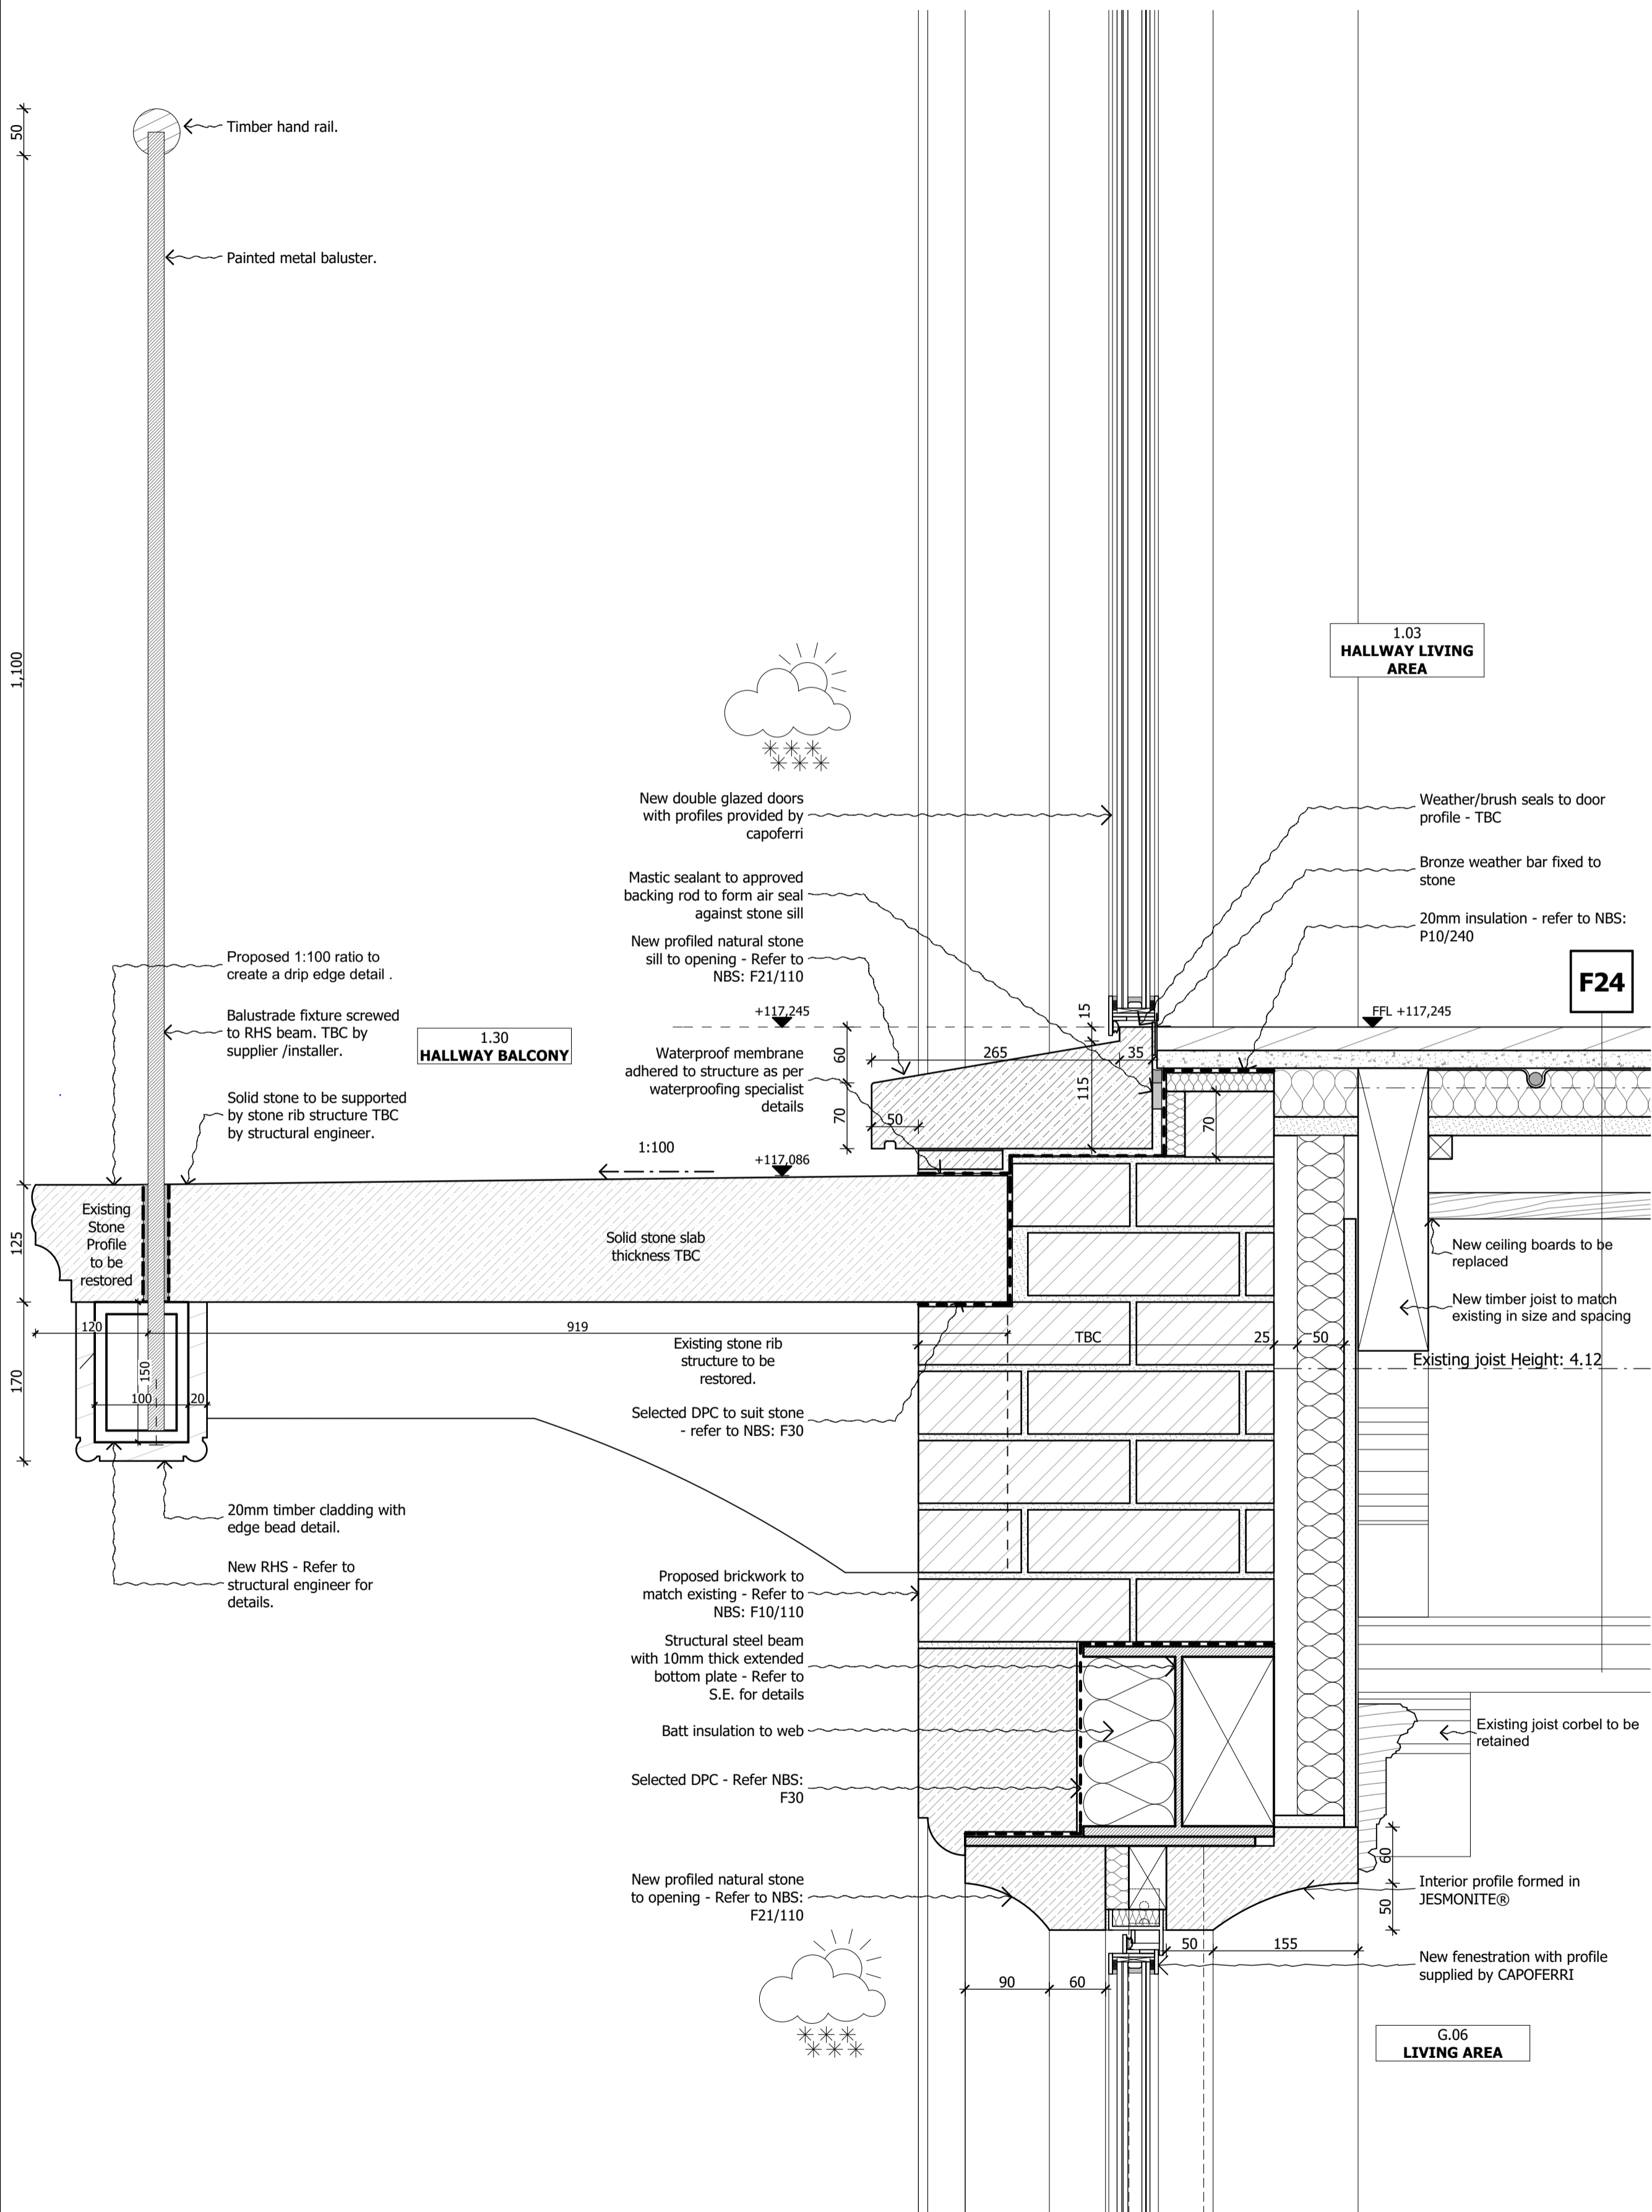 50
Timber hand rail.
Painted metal baluster.
1,100
1.03
HALLWAY LIVING
AREA
New double glazed doors
with profiles provided by
capoferri
Weather/brush seals to door
profile - TBC
Mastic sealant to approved
backing rod to form air seal
against stone sill
Bronze weather bar fixed to
stone
20mm insulation - refer to NBS:
P10/240
New profiled natural stone
sill to opening - Refer to
NBS: F21/110
F24
Proposed 1:100 ratio to
create a drip edge detail .
Balustrade fixture screwed
to RHS beam. TBC by
supplier /installer.
1.30
HALLWAY BALCONY
+117,245
15
FFL +117,245
Waterproof membrane
adhered to structure as per
waterproofing specialist
details
60
265
35
115
70
50
70
Solid stone to be supported
by stone rib structure TBC
by structural engineer.
1:100
+117,086
Existing
Stone
Profile
to be
restored
125
Solid stone slab
thickness TBC
New ceiling boards to be
replaced
New timber joist to match
existing in size and spacing
120
919
TBC
25
50
Existing stone rib
structure to be
restored.
Existing joist Height: 4.12
170
150
100
20
Selected DPC to suit stone
- refer to NBS: F30
20mm timber cladding with
edge bead detail.
New RHS - Refer to
structural engineer for
details.
Proposed brickwork to
match existing - Refer to
NBS: F10/110
Structural steel beam
with 10mm thick extended
bottom plate - Refer to
S.E. for details
Batt insulation to web
Existing joist corbel to be
retained
Selected DPC - Refer NBS:
F30
60
New profiled natural stone
to opening - Refer to NBS:
F21/110
Interior profile formed in
JESMONITE®
50
50
155
New fenestration with profile
supplied by CAPOFERRI
90
60
G.06
LIVING AREA